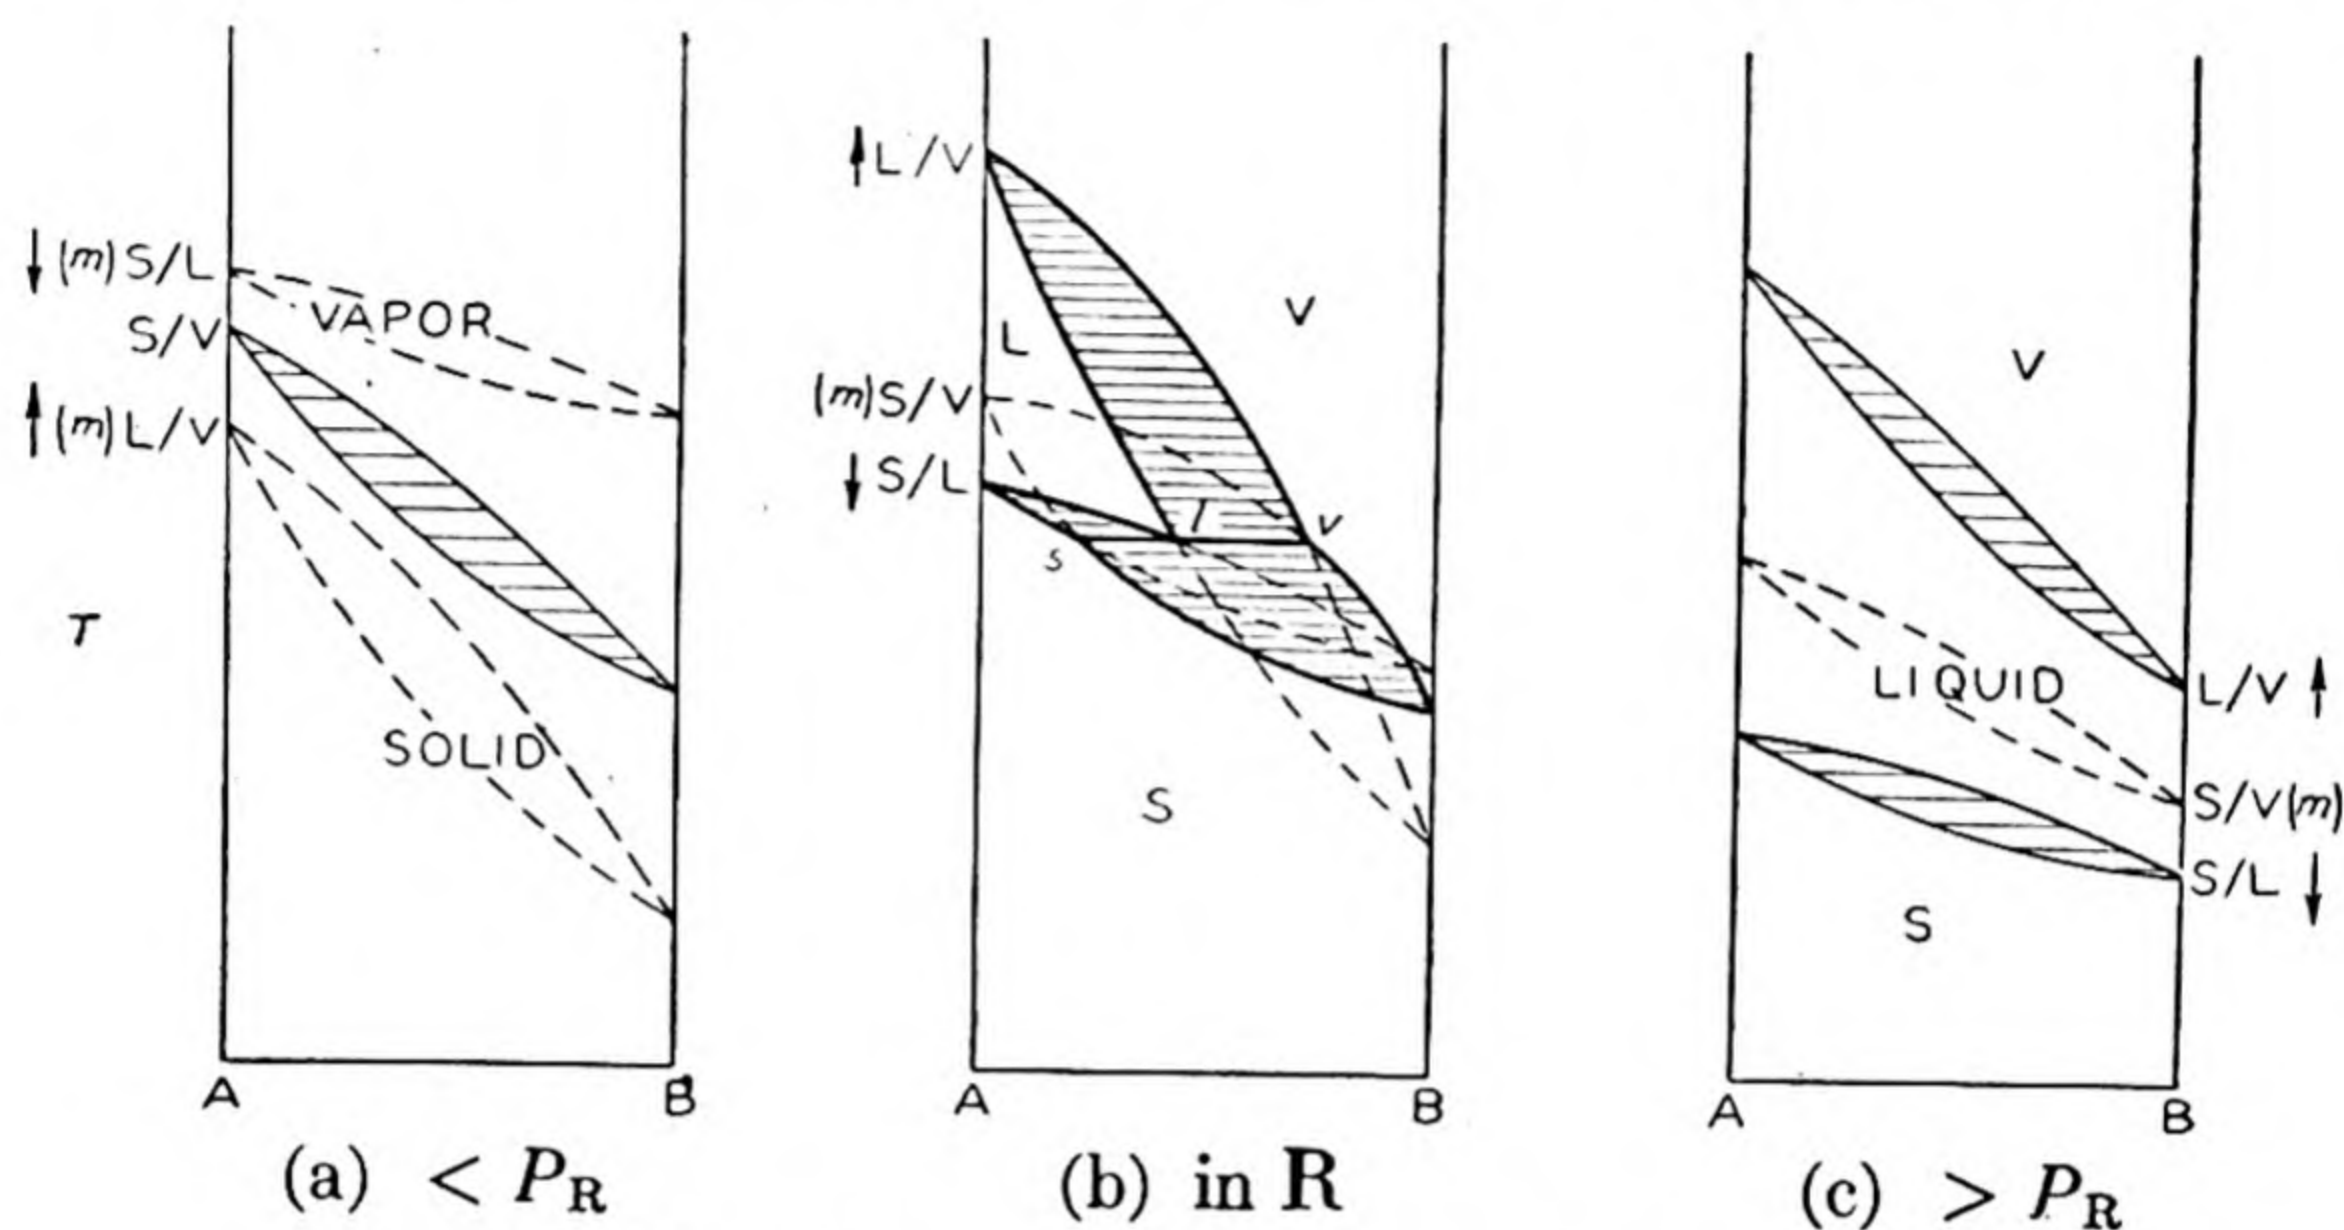 (m) S/L
VAPOR
S/V
(m) L/V
T
SOLID
A B
(a) < P_R
L/V
V
L
(m) S/V
S/L
l v
s
S
A B
(b) in R
V
L/V
LIQUID
S/V(m)
S/L
S
A B
(c) > P_R